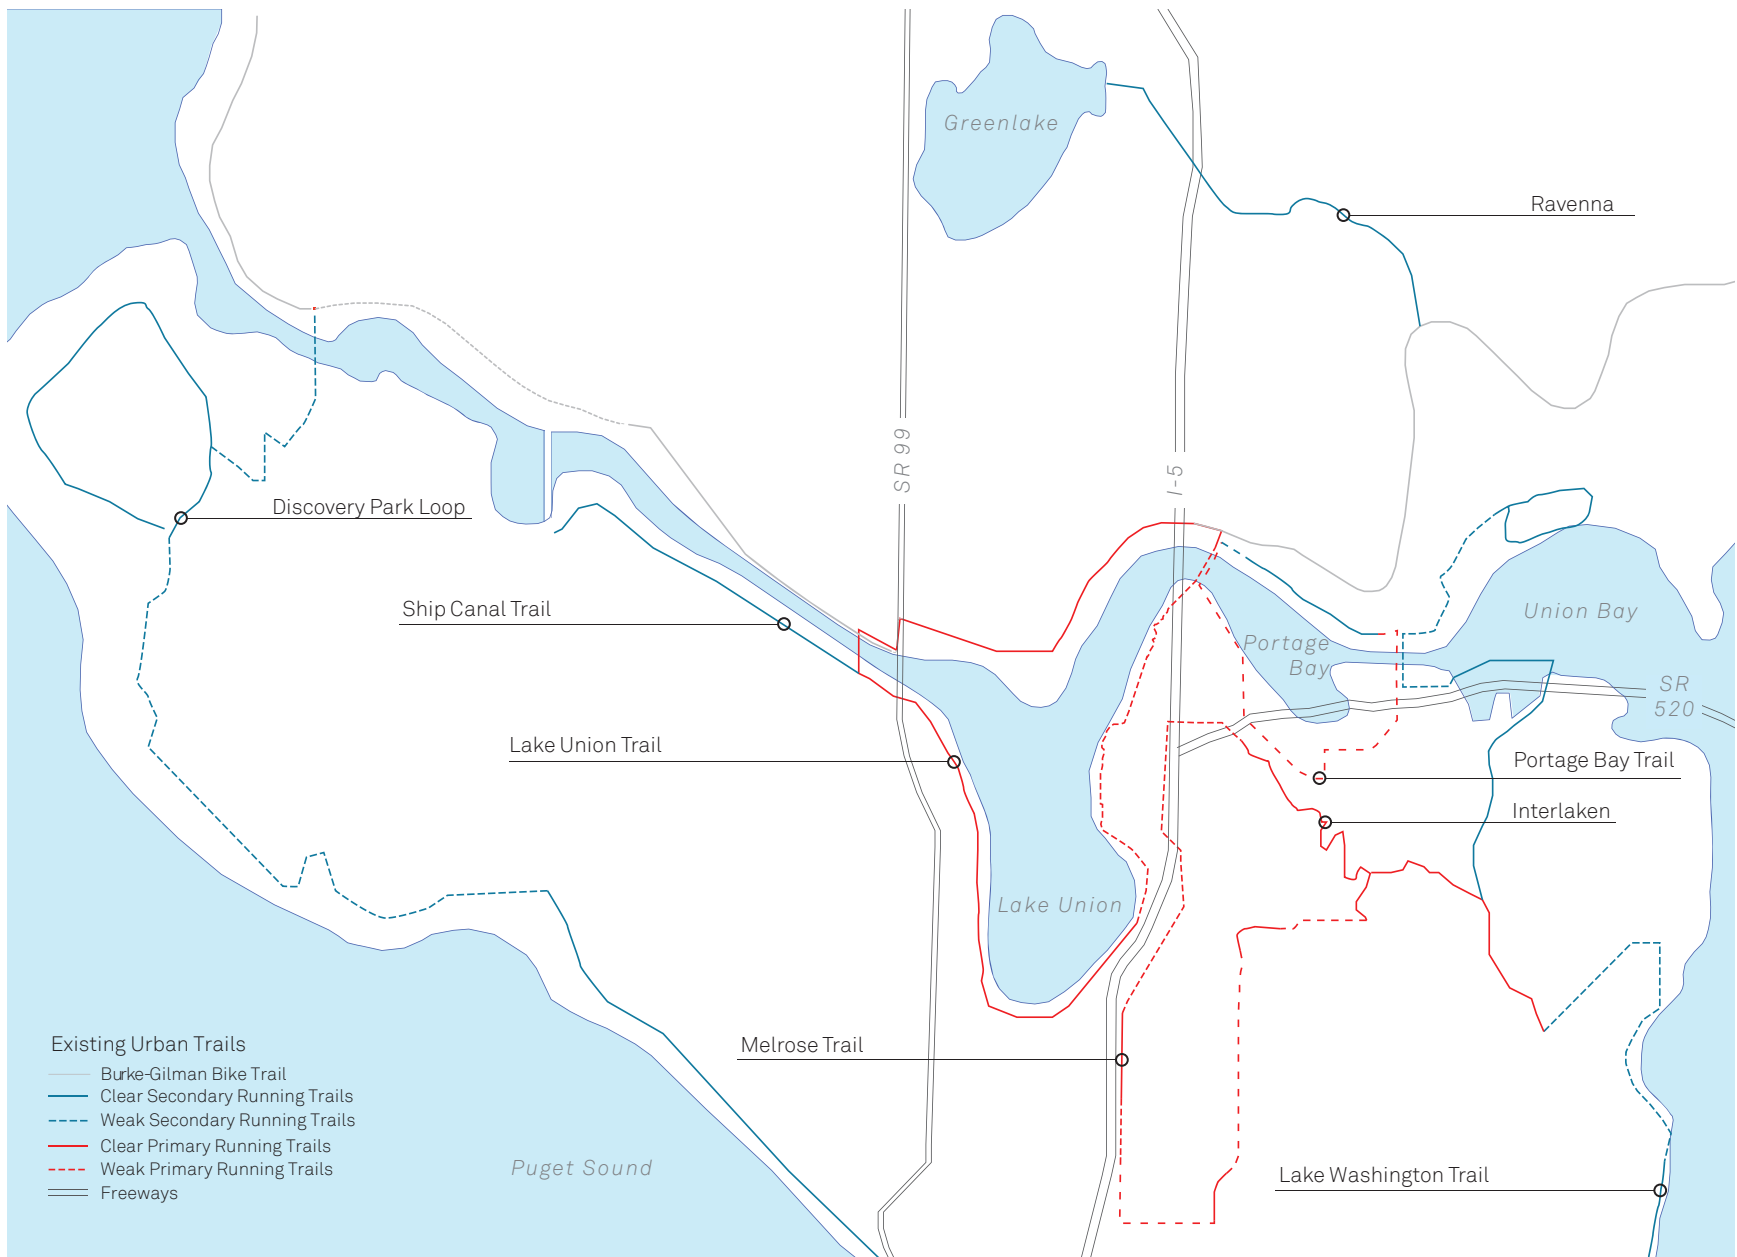 Greenlake
Ravenna
SR 99
I-5
Discovery Park Loop
Ship Canal Trail
Union Bay
Portage
Bay
SR
520
Lake Union Trail
Portage Bay Trail
Interlaken
Lake Union
Melrose Trail
Existing Urban Trails
Burke-Gilman Bike Trail
Clear Secondary Running Trails
Weak Secondary Running Trails
Clear Primary Running Trails
Weak Primary Running Trails
Freeways
Puget Sound
Lake Washington Trail